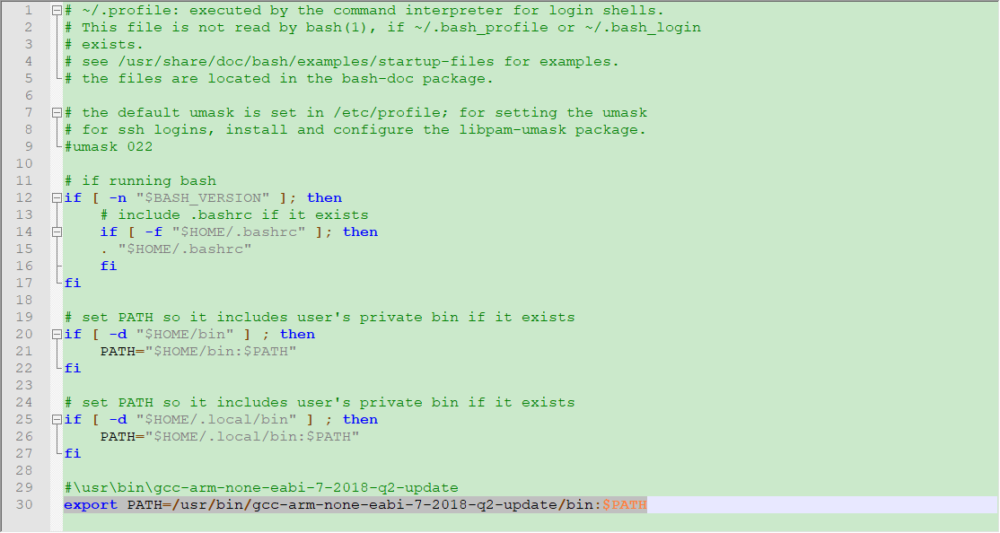 1 # ~/.profile: executed by the command interpreter for login shells.
2 # This file is not read by bash(1), if ~/.bash_profile or ~/.bash_login
3 # exists.
4 # see /usr/share/doc/bash/examples/startup-files for examples.
5 # the files are located in the bash-doc package.
6
7 # the default umask is set in /etc/profile; for setting the umask
8 # for ssh logins, install and configure the libpam-umask package.
9 #umask 022
10
11 # if running bash
12 if [ -n "$BASH_VERSION" ]; then
13     # include .bashrc if it exists
14     if [ -f "$HOME/.bashrc" ]; then
15     . "$HOME/.bashrc"
16     fi
17 fi
18
19 # set PATH so it includes user's private bin if it exists
20 if [ -d "$HOME/bin" ] ; then
21     PATH="$HOME/bin:$PATH"
22 fi
23
24 # set PATH so it includes user's private bin if it exists
25 if [ -d "$HOME/.local/bin" ] ; then
26     PATH="$HOME/.local/bin:$PATH"
27 fi
28
29 #\usr\bin\gcc-arm-none-eabi-7-2018-q2-update
30 export PATH=/usr/bin/gcc-arm-none-eabi-7-2018-q2-update/bin:$PATH